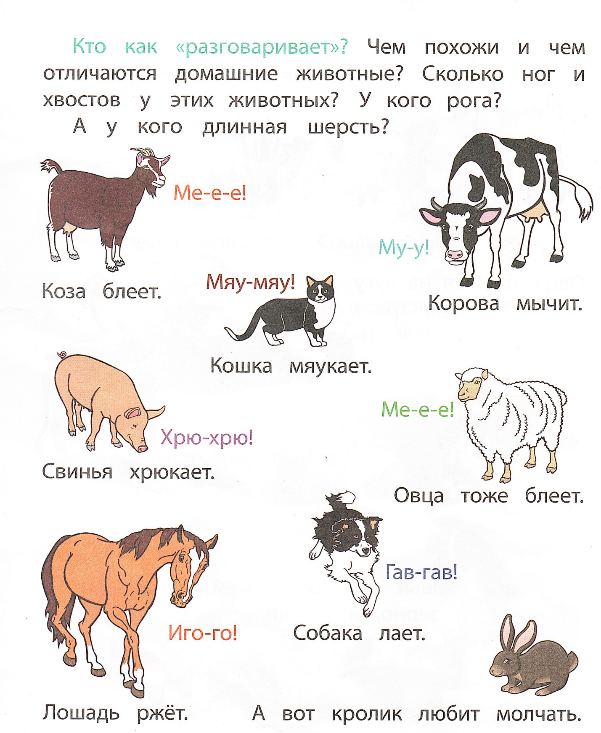 Кто как «разговаривает»? Чем похожи и чем
отличаются домашние животные? Сколько ног и
хвостов у этих животных? У кого рога?
А у кого длинная шерсть?
Ме-е-е!
Му-у!
Коза блеет.
Мяу-мяу!
Корова мычит.
Кошка мяукает.
Ме-е-е!
Хрю-хрю!
Свинья хрюкает.
Овца тоже блеет.
Гав-гав!
Иго-го!
Собака лает.
Лошадь ржёт.
А вот кролик любит молчать.